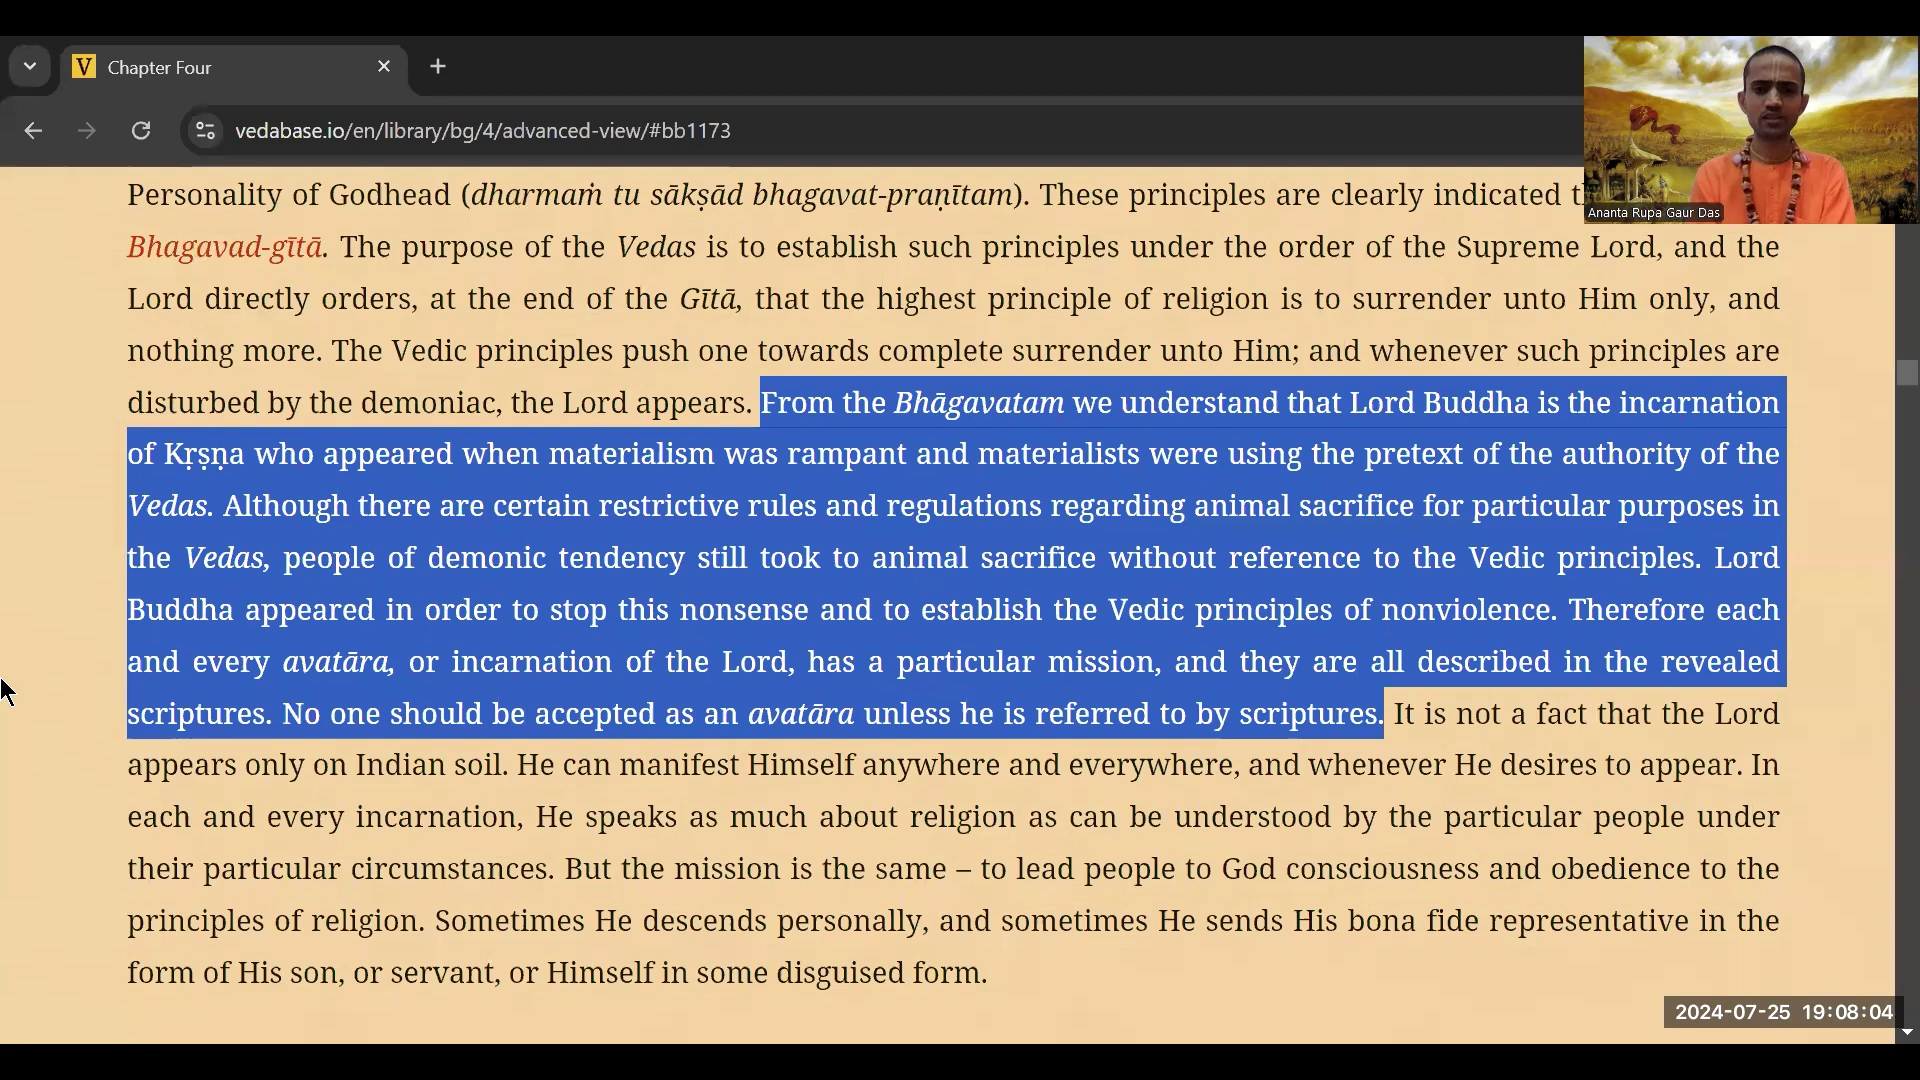 Chapter Four
vedabase.io/en/library/bg/4/advanced-view/#bb1173
Ananta Rupa Gaur Das
Personality of Godhead (dharmaṁ tu sākṣād bhagavat-praṇītam). These principles are clearly indicated
Bhagavad-gītā. The purpose of the Vedas is to establish such principles under the order of the Supreme Lord, and the
Lord directly orders, at the end of the Gītā, that the highest principle of religion is to surrender unto Him only, and
nothing more. The Vedic principles push one towards complete surrender unto Him; and whenever such principles are
disturbed by the demoniac, the Lord appears. From the Bhāgavatam we understand that Lord Buddha is the incarnation
of Kṛṣṇa who appeared when materialism was rampant and materialists were using the pretext of the authority of the
Vedas. Although there are certain restrictive rules and regulations regarding animal sacrifice for particular purposes in
the Vedas, people of demonic tendency still took to animal sacrifice without reference to the Vedic principles. Lord
Buddha appeared in order to stop this nonsense and to establish the Vedic principles of nonviolence. Therefore each
and every avatāra, or incarnation of the Lord, has a particular mission, and they are all described in the revealed
scriptures. No one should be accepted as an avatāra unless he is referred to by scriptures. It is not a fact that the Lord
appears only on Indian soil. He can manifest Himself anywhere and everywhere, and whenever He desires to appear. In
each and every incarnation, He speaks as much about religion as can be understood by the particular people under
their particular circumstances. But the mission is the same – to lead people to God consciousness and obedience to the
principles of religion. Sometimes He descends personally, and sometimes He sends His bona fide representative in the
form of His son, or servant, or Himself in some disguised form.
2024-07-25 19:08:04